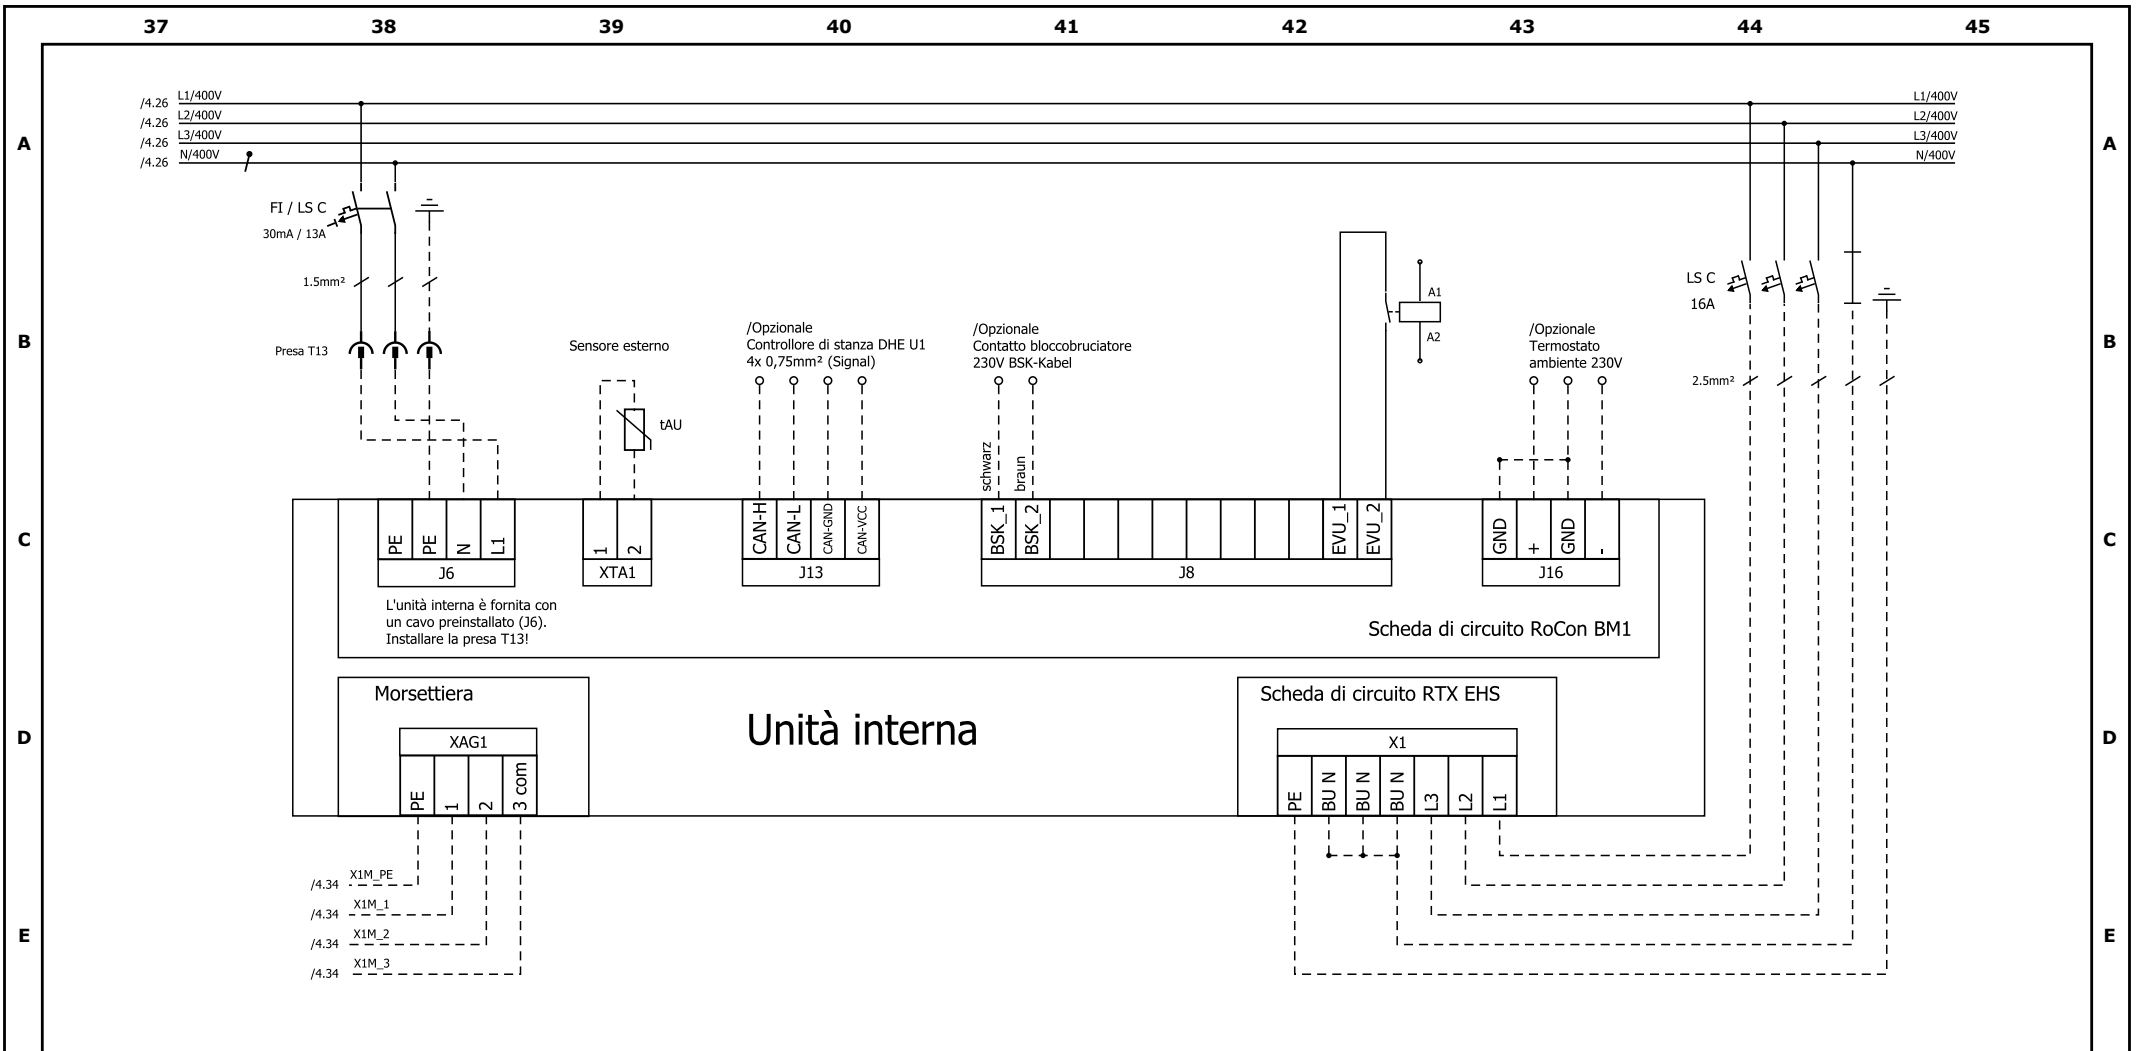 37 38 39 40 41 42 43 44 45
/4.26 L1/400V L1/400V
/4.26 L2/400V L2/400V
/4.26 L3/400V L3/400V
A A
/4.26 N/400V N/400V
FI / LS C
30mA / 13A
1.5mm²
Presa T13
B B
Sensore esterno
tAU
/Opzionale
Controllore di stanza DHE U1
4x 0,75mm² (Signal)
/Opzionale
Contatto bloccobruciatore
230V BSK-Kabel
schwarz
braun
A1
A2
/Opzionale
Termostato
ambiente 230V
LS C
16A
2.5mm²
C C
PE PE N L1
J6
1 2
XTA1
CAN-H CAN-L CAN-GND CAN-VCC
J13
BSK_1 BSK_2 EVU_1 EVU_2
J8
GND + GND -
J16
L'unità interna è fornita con
un cavo preinstallato (J6).
Installare la presa T13!
Scheda di circuito RoCon BM1
Morsettiera
Unità interna
Scheda di circuito RTX EHS
D D
XAG1
PE 1 2 3 com
X1
PE BU N BU N BU N L3 L2 L1
/4.34 X1M_PE
/4.34 X1M_1
/4.34 X1M_2
/4.34 X1M_3
E E